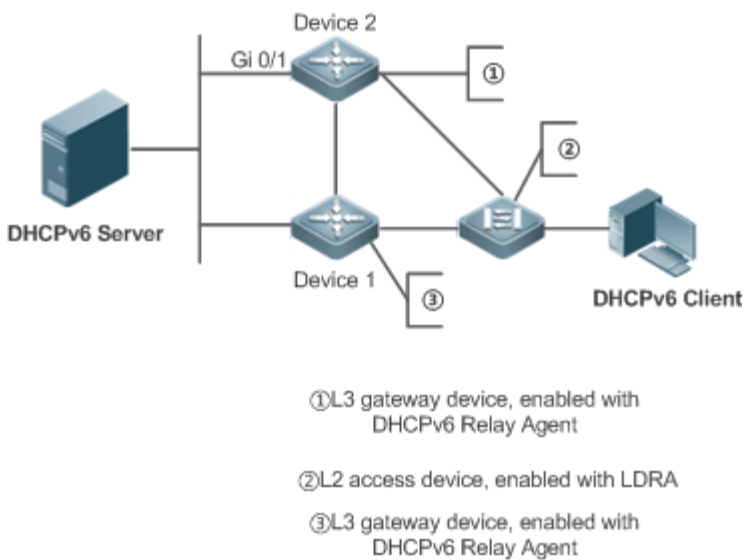 Device 2
Gi 0/1
①
②
DHCPv6 Server
Device 1
③
DHCPv6 Client
①L3 gateway device, enabled with
DHCPv6 Relay Agent
②L2 access device, enabled with LDRA
③L3 gateway device, enabled with
DHCPv6 Relay Agent